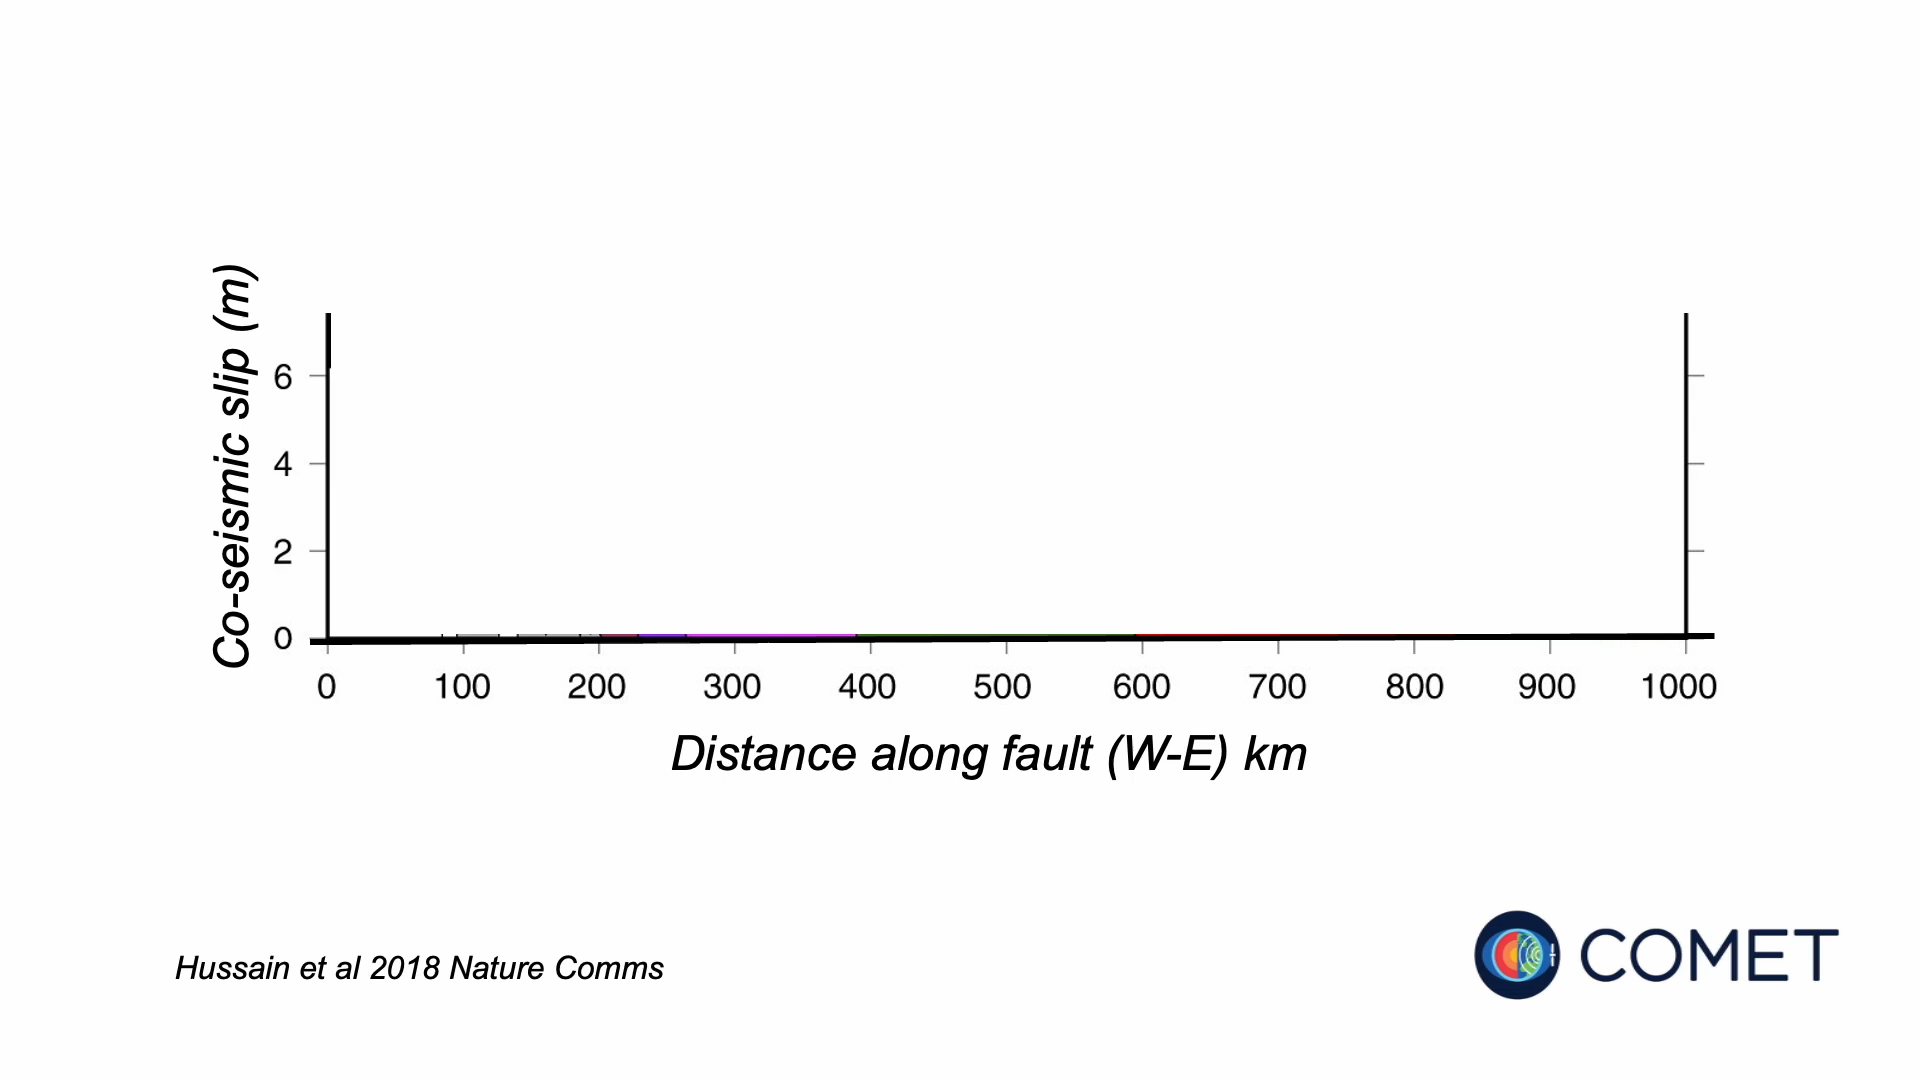 Co-seismic slip (m)
6
4
2
0
0 100 200 300 400 500 600 700 800 900 1000
Distance along fault (W-E) km
Hussain et al 2018 Nature Comms
COMET